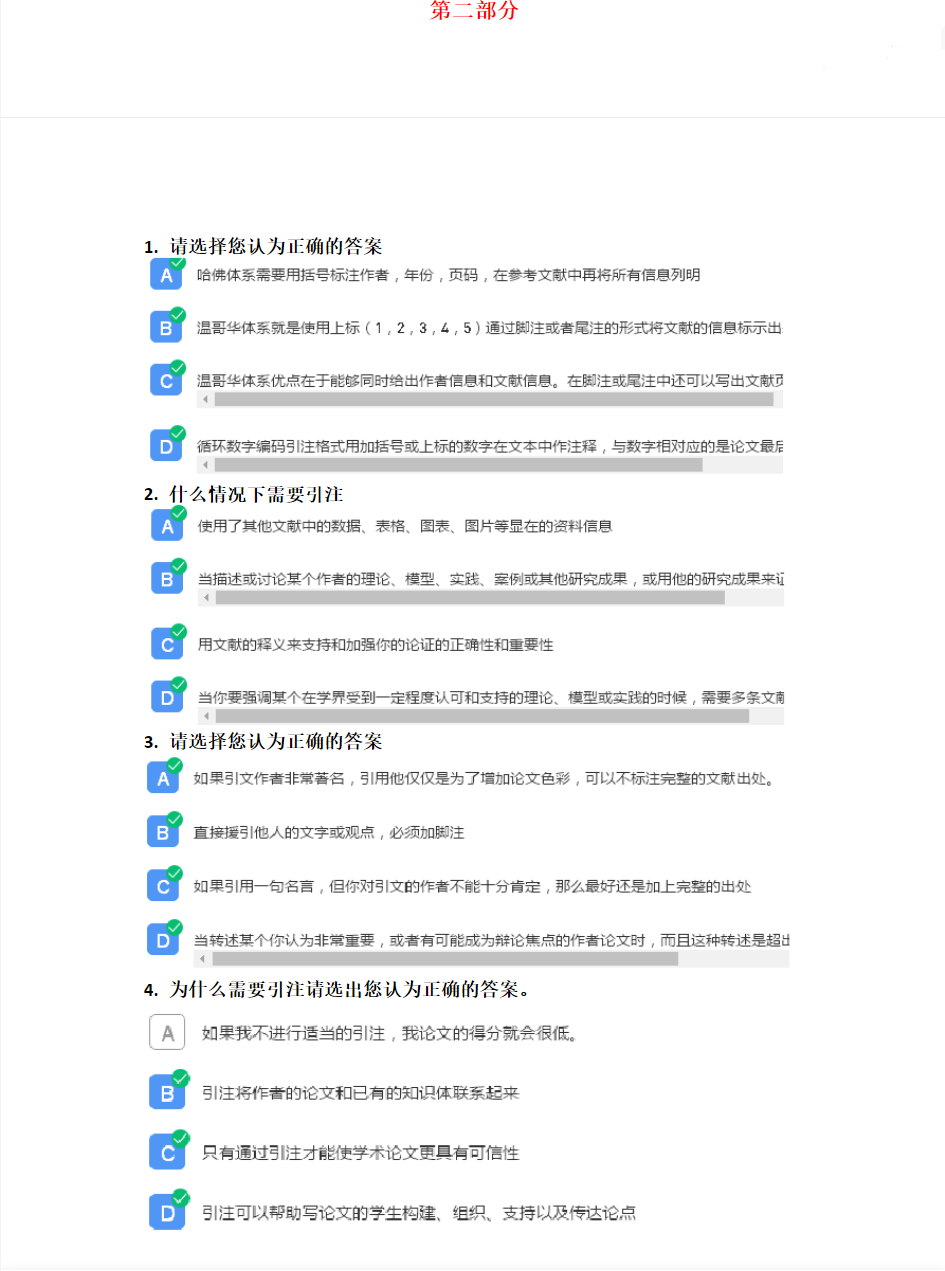 第二部分
1. 请选择您认为正确的答案
A 哈佛体系需要用括号标注作者，年份，页码，在参考文献中再将所有信息列明
B 温哥华体系就是使用上标（1，2，3，4，5）通过脚注或者尾注的形式将文献的信息标示出
C 温哥华体系优点在于能够同时给出作者信息和文献信息。在脚注或尾注中还可以写出文献页
D 循环数字编码引注格式用加括号或上标的数字在文本中作注释，与数字相对应的是论文最后
2. 什么情况下需要引注
A 使用了其他文献中的数据、表格、图表、图片等显在的资料信息
B 当描述或讨论某个作者的理论、模型、实践、案例或其他研究成果，或用他的研究成果来证
C 用文献的释义来支持和加强你的论证的正确性和重要性
D 当你要强调某个在学界受到一定程度认可和支持的理论、模型或实践的时候，需要多条文献
3. 请选择您认为正确的答案
A 如果引文作者非常著名，引用他仅仅是为了增加论文色彩，可以不标注完整的文献出处。
B 直接援引他人的文字或观点，必须加脚注
C 如果引用一句名言，但你对引文的作者不能十分肯定，那么最好还是加上完整的出处
D 当转述某个你认为非常重要，或者有可能成为辩论焦点的作者论文时，而且这种转述是超出
4. 为什么需要引注请选出您认为正确的答案。
A 如果我不进行适当的引注，我论文的得分就会很低。
B 引注将作者的论文和已有的知识体联系起来
C 只有通过引注才能使学术论文更具有可信性
D 引注可以帮助写论文的学生构建、组织、支持以及传达论点